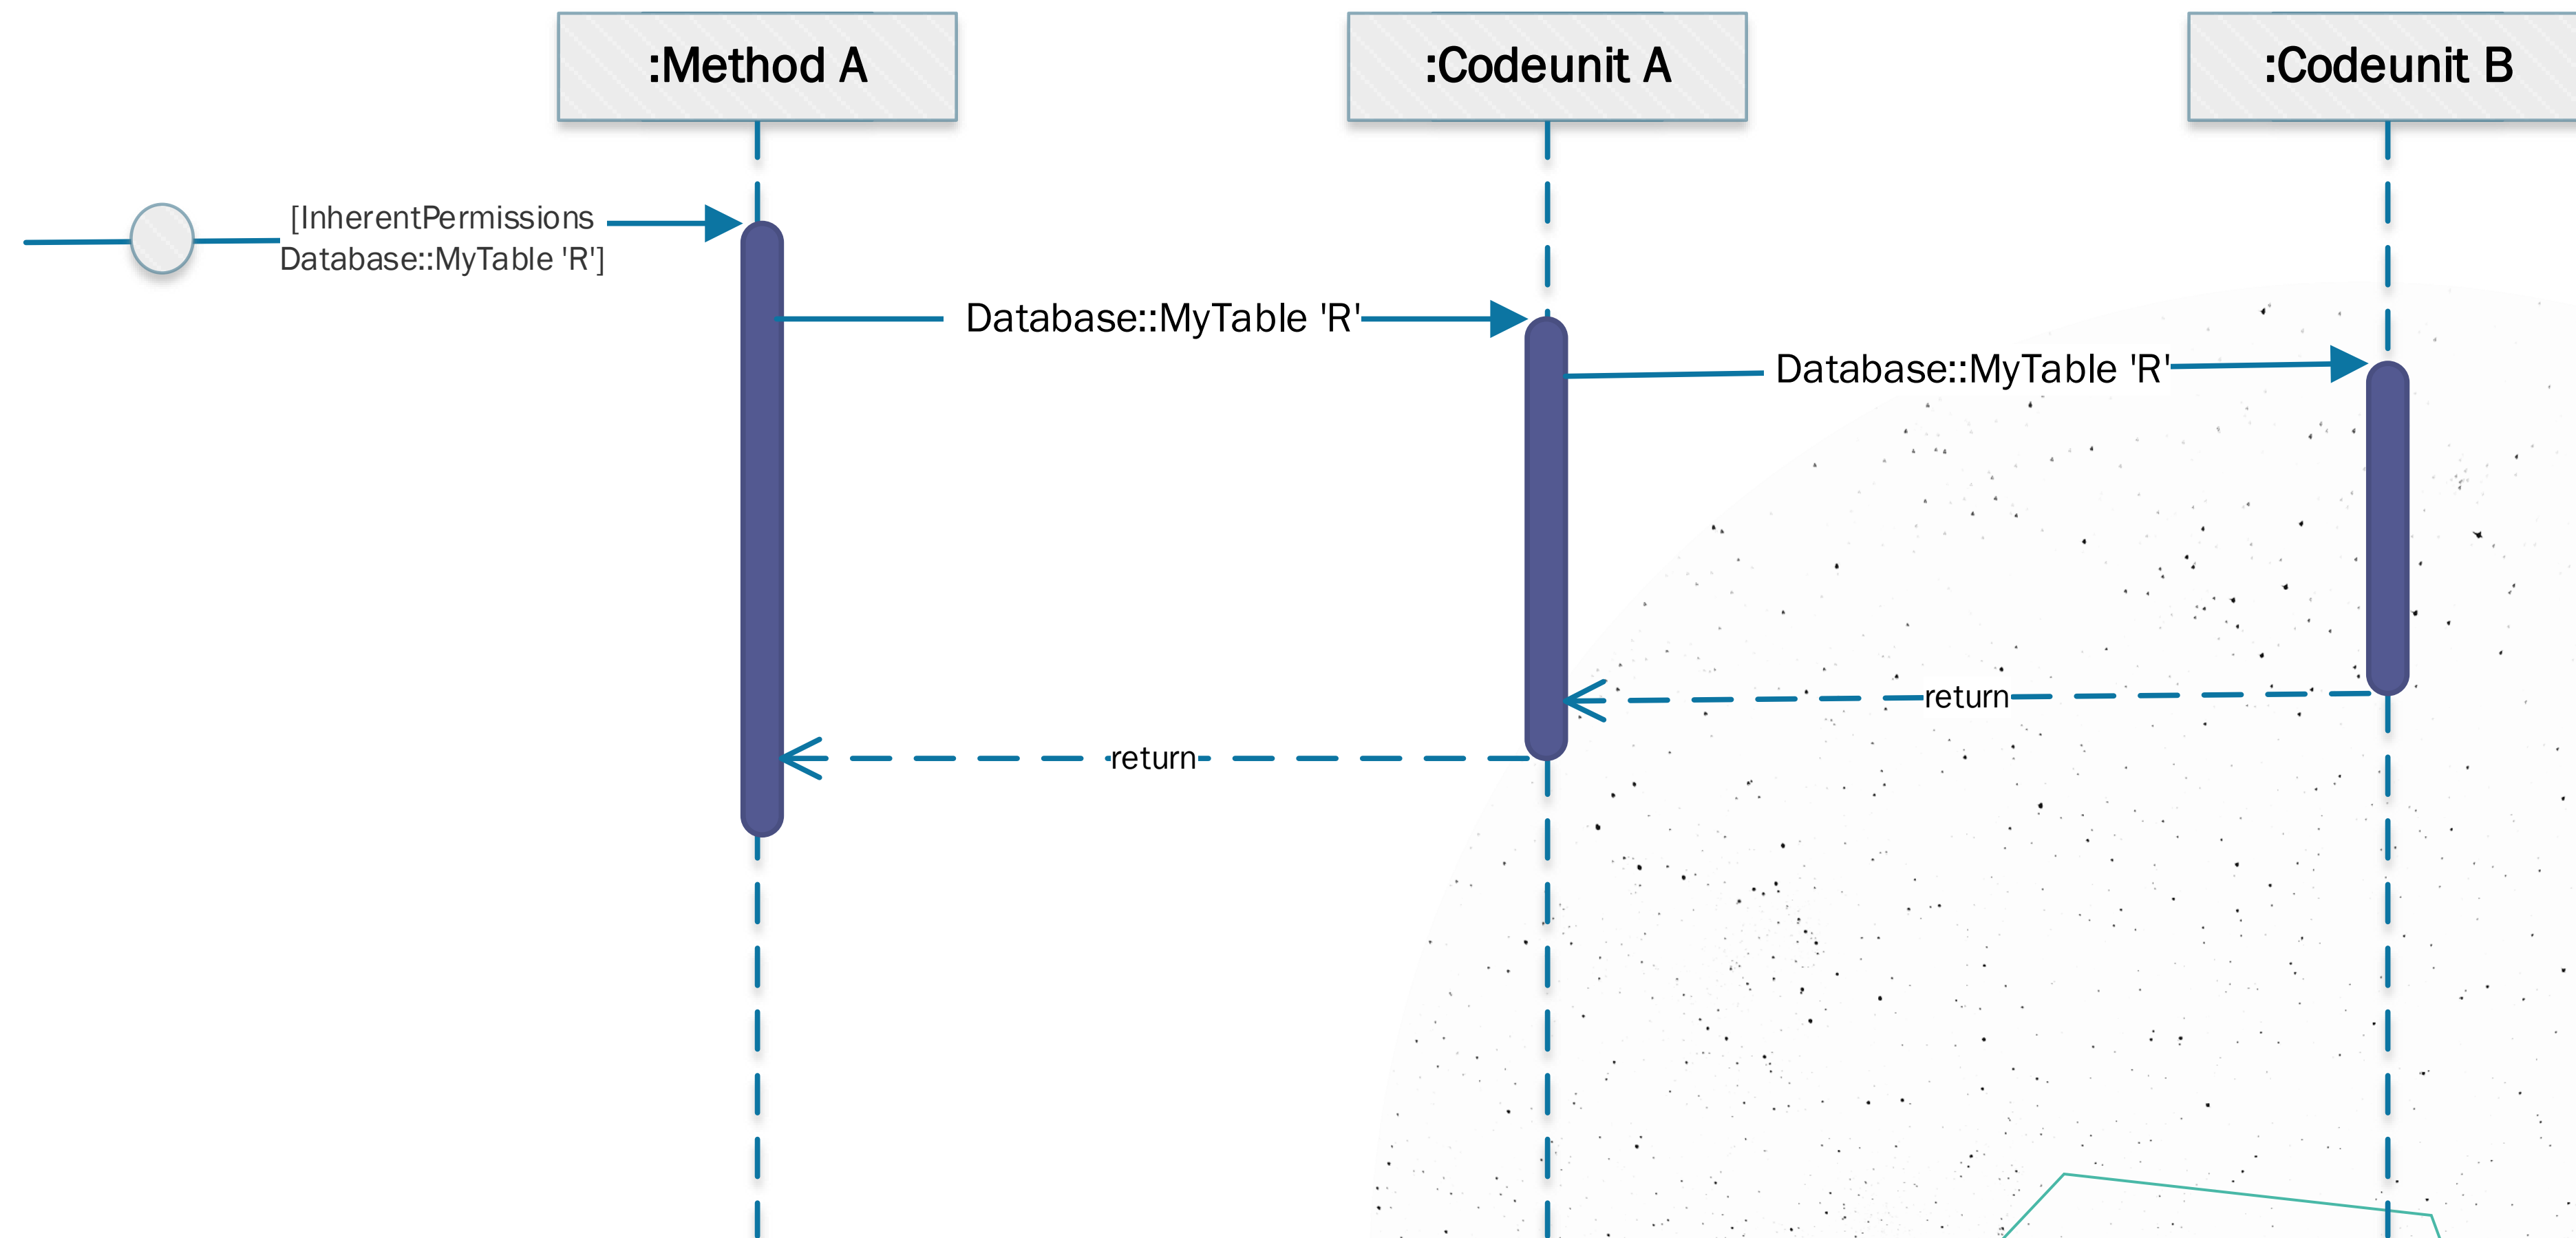 :Method A
:Codeunit A
:Codeunit B
[InherentPermissions
Database::MyTable 'R']
Database::MyTable 'R'
Database::MyTable 'R'
return
return